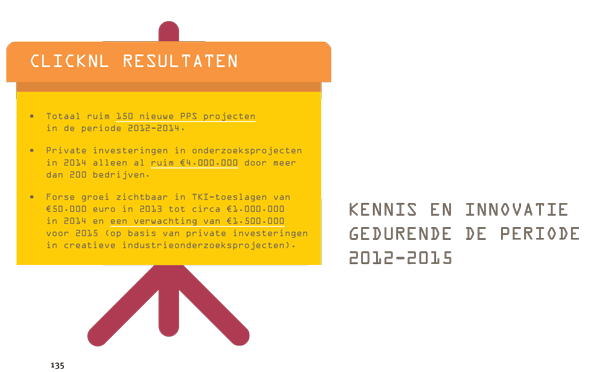 CLICKNL RESULTATEN
• Totaal ruim 150 nieuwe PPS projecten
in de periode 2012-2014.
• Private investeringen in onderzoeksprojecten
in 2014 alleen al ruim €4.000.000 door meer
dan 200 bedrijven.
• Forse groei zichtbaar in TKI-toeslagen van
€50.000 euro in 2013 tot circa €1.000.000
in 2014 en een verwachting van €1.500.000
voor 2015 (op basis van private investeringen
in creatieve industrieonderzoeksprojecten).
KENNIS EN INNOVATIE
GEDURENDE DE PERIODE
2012-2015
135